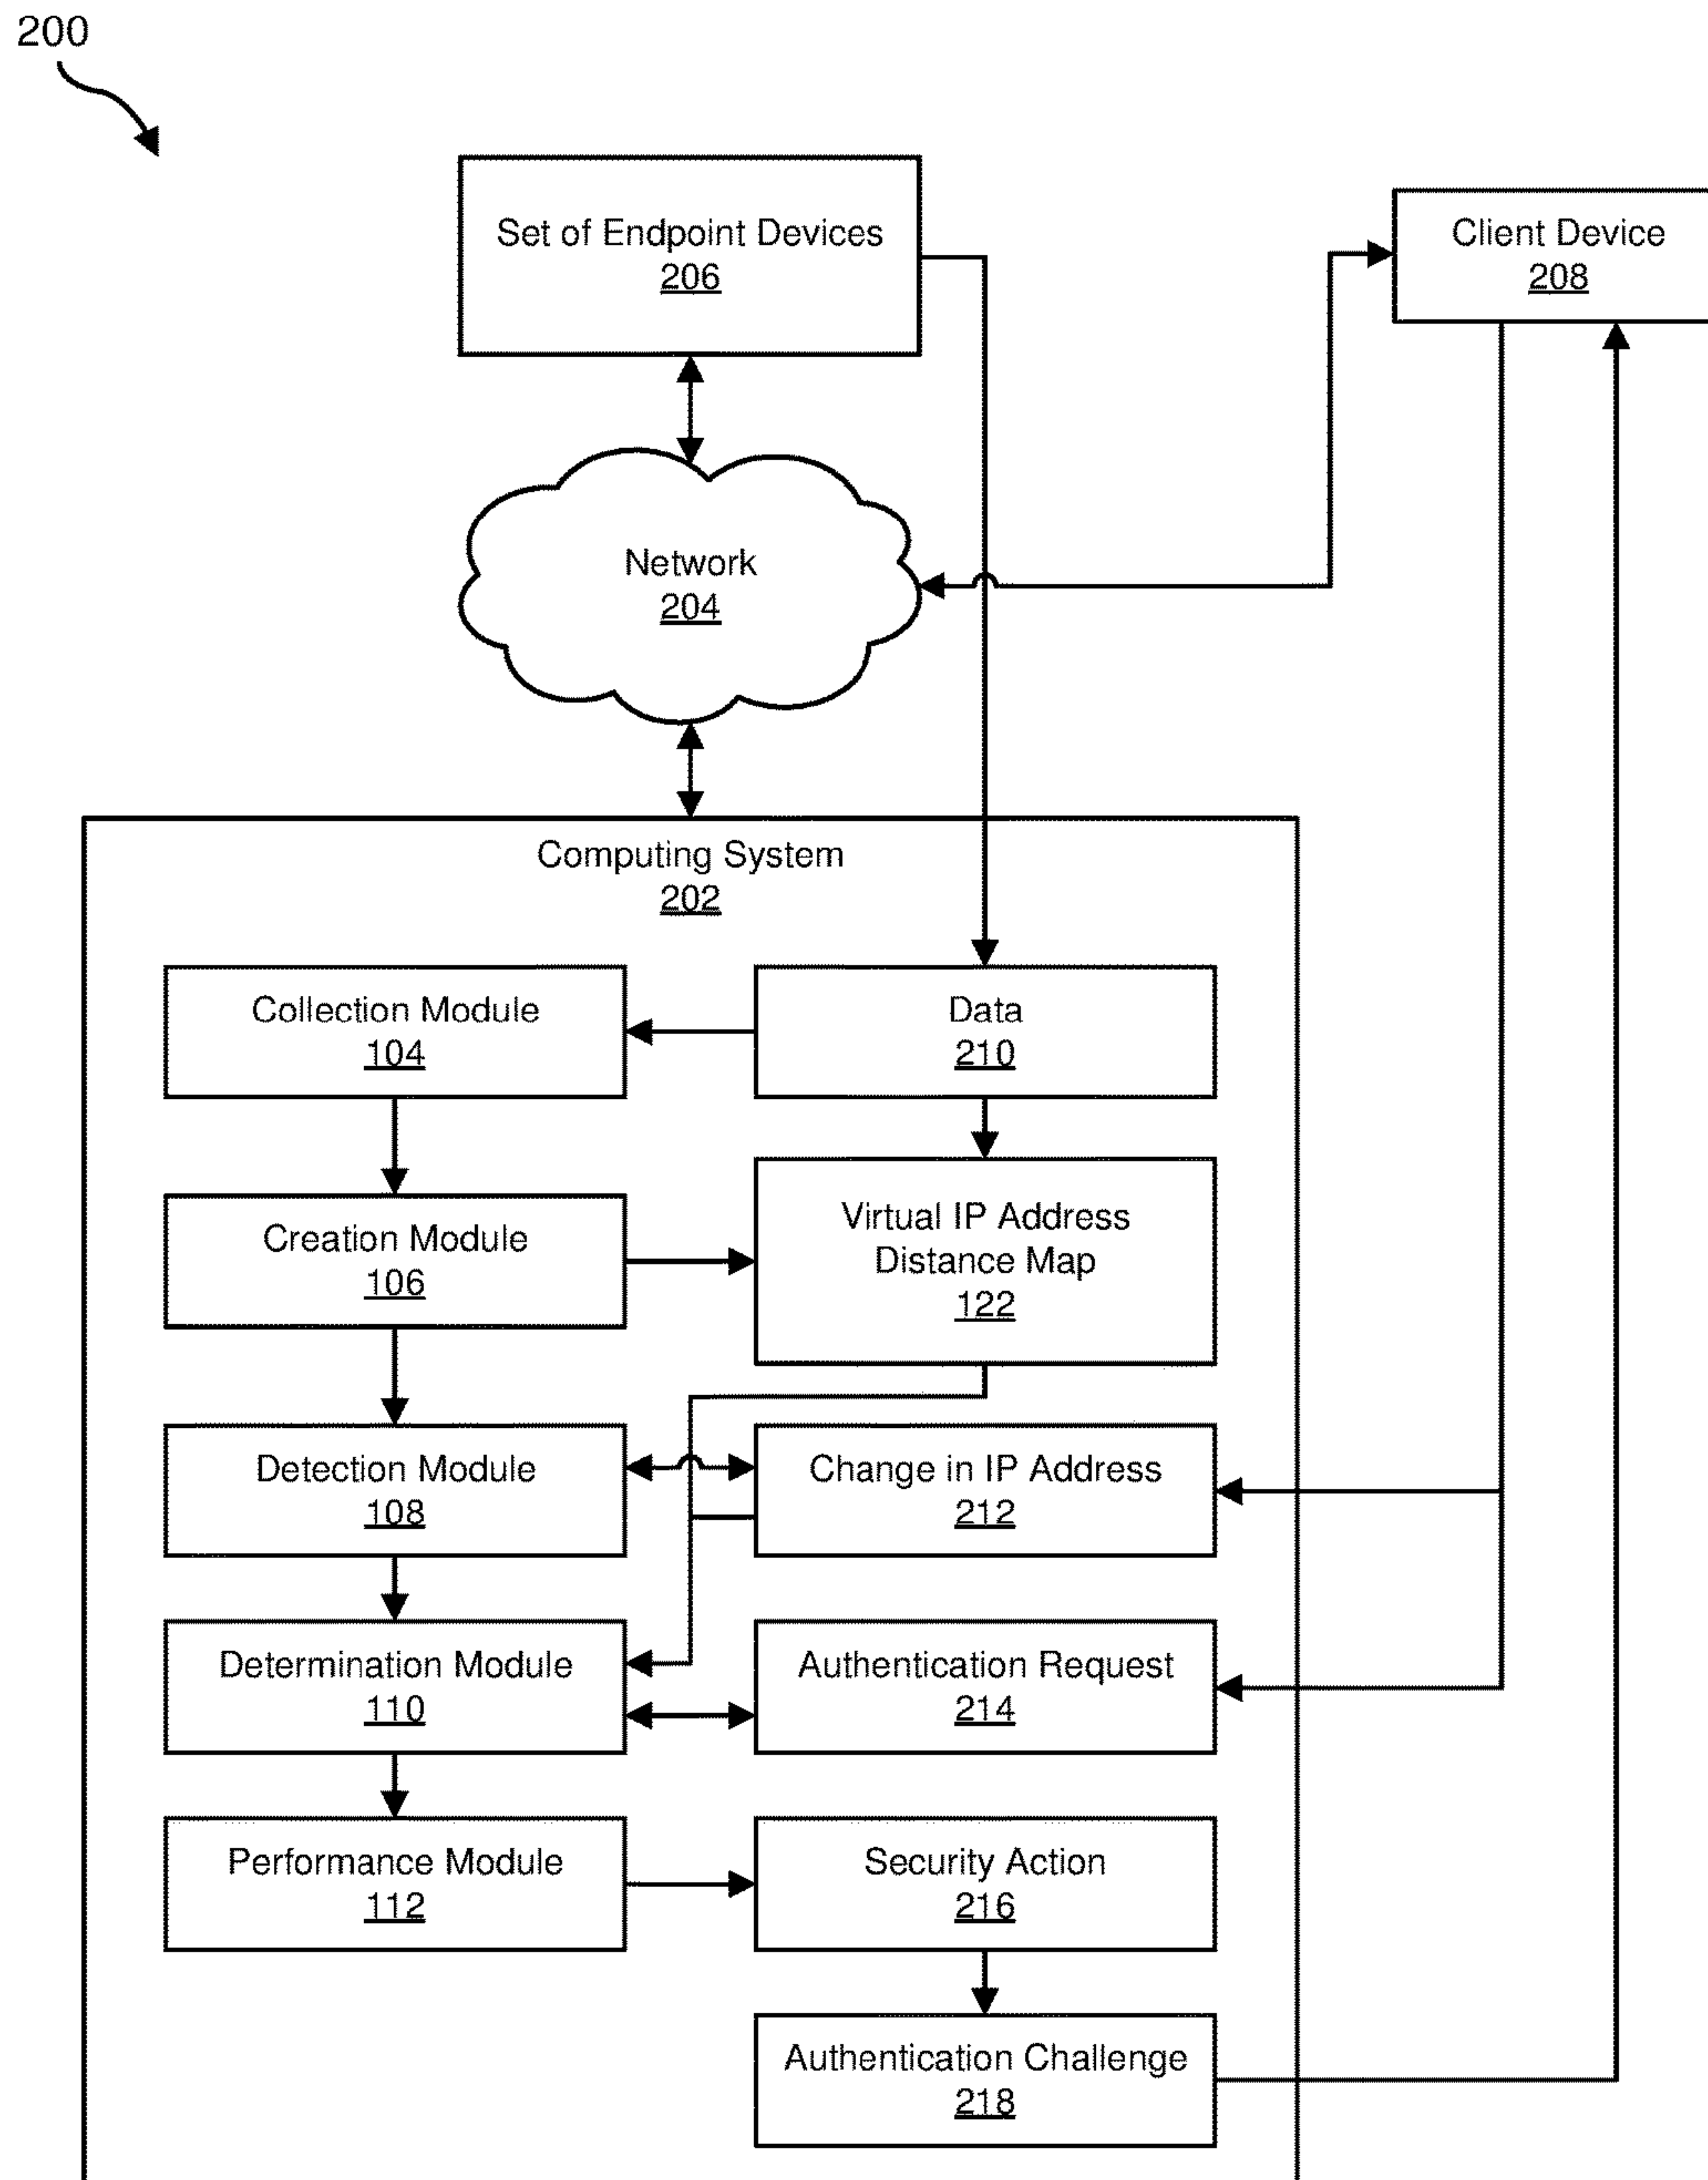 200
Set of Endpoint Devices
206
Client Device
208
Network
204
Computing System
202
Collection Module
104
Data
210
Creation Module
106
Virtual IP Address
Distance Map
122
Detection Module
108
Change in IP Address
212
Determination Module
110
Authentication Request
214
Performance Module
112
Security Action
216
Authentication Challenge
218